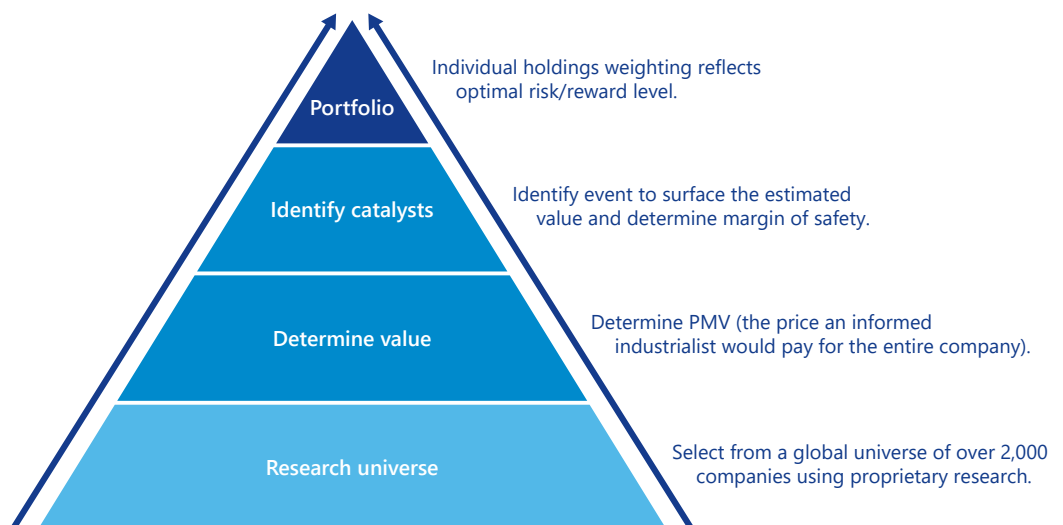 Portfolio
Individual holdings weighting reflects
optimal risk/reward level.
Identify catalysts
Identify event to surface the estimated
value and determine margin of safety.
Determine value
Determine PMV (the price an informed
industrialist would pay for the entire company).
Research universe
Select from a global universe of over 2,000
companies using proprietary research.